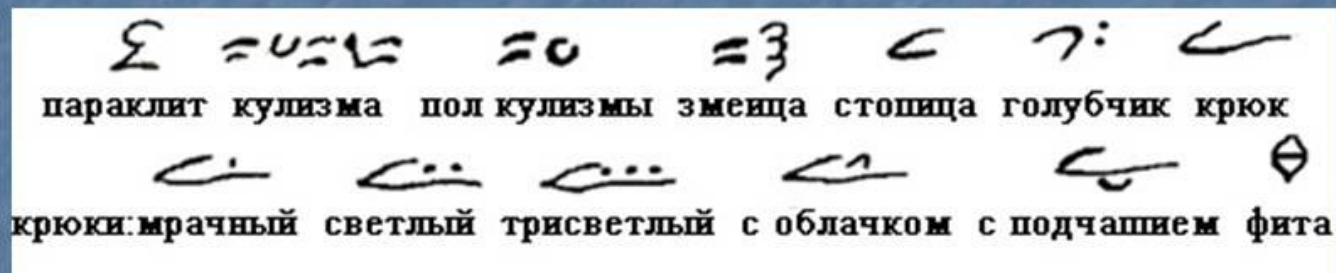 параклит кулизма пол кулизмы змеица стопица голубчик крюк
крюки:мрачный светлый трисветлый с облачком с подчашием фита